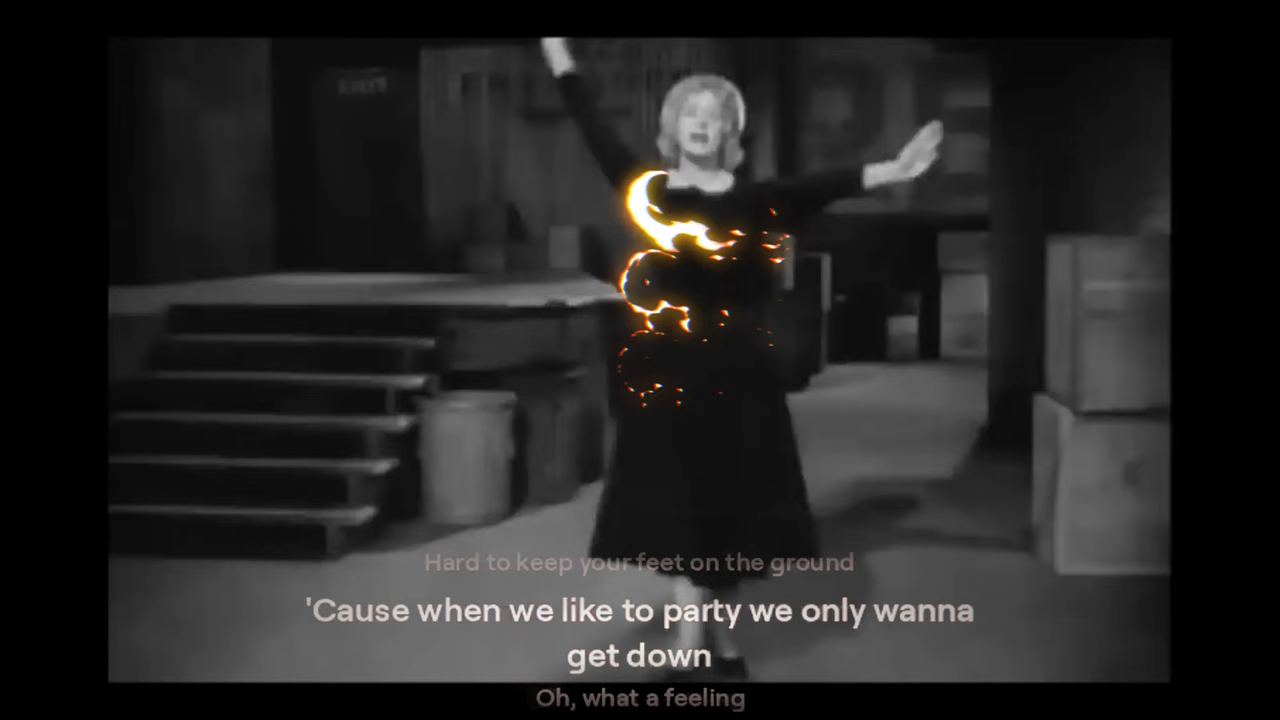 EXIT
Hard to keep your feet on the ground
'Cause when we like to party we only wanna
get down
Oh, what a feeling